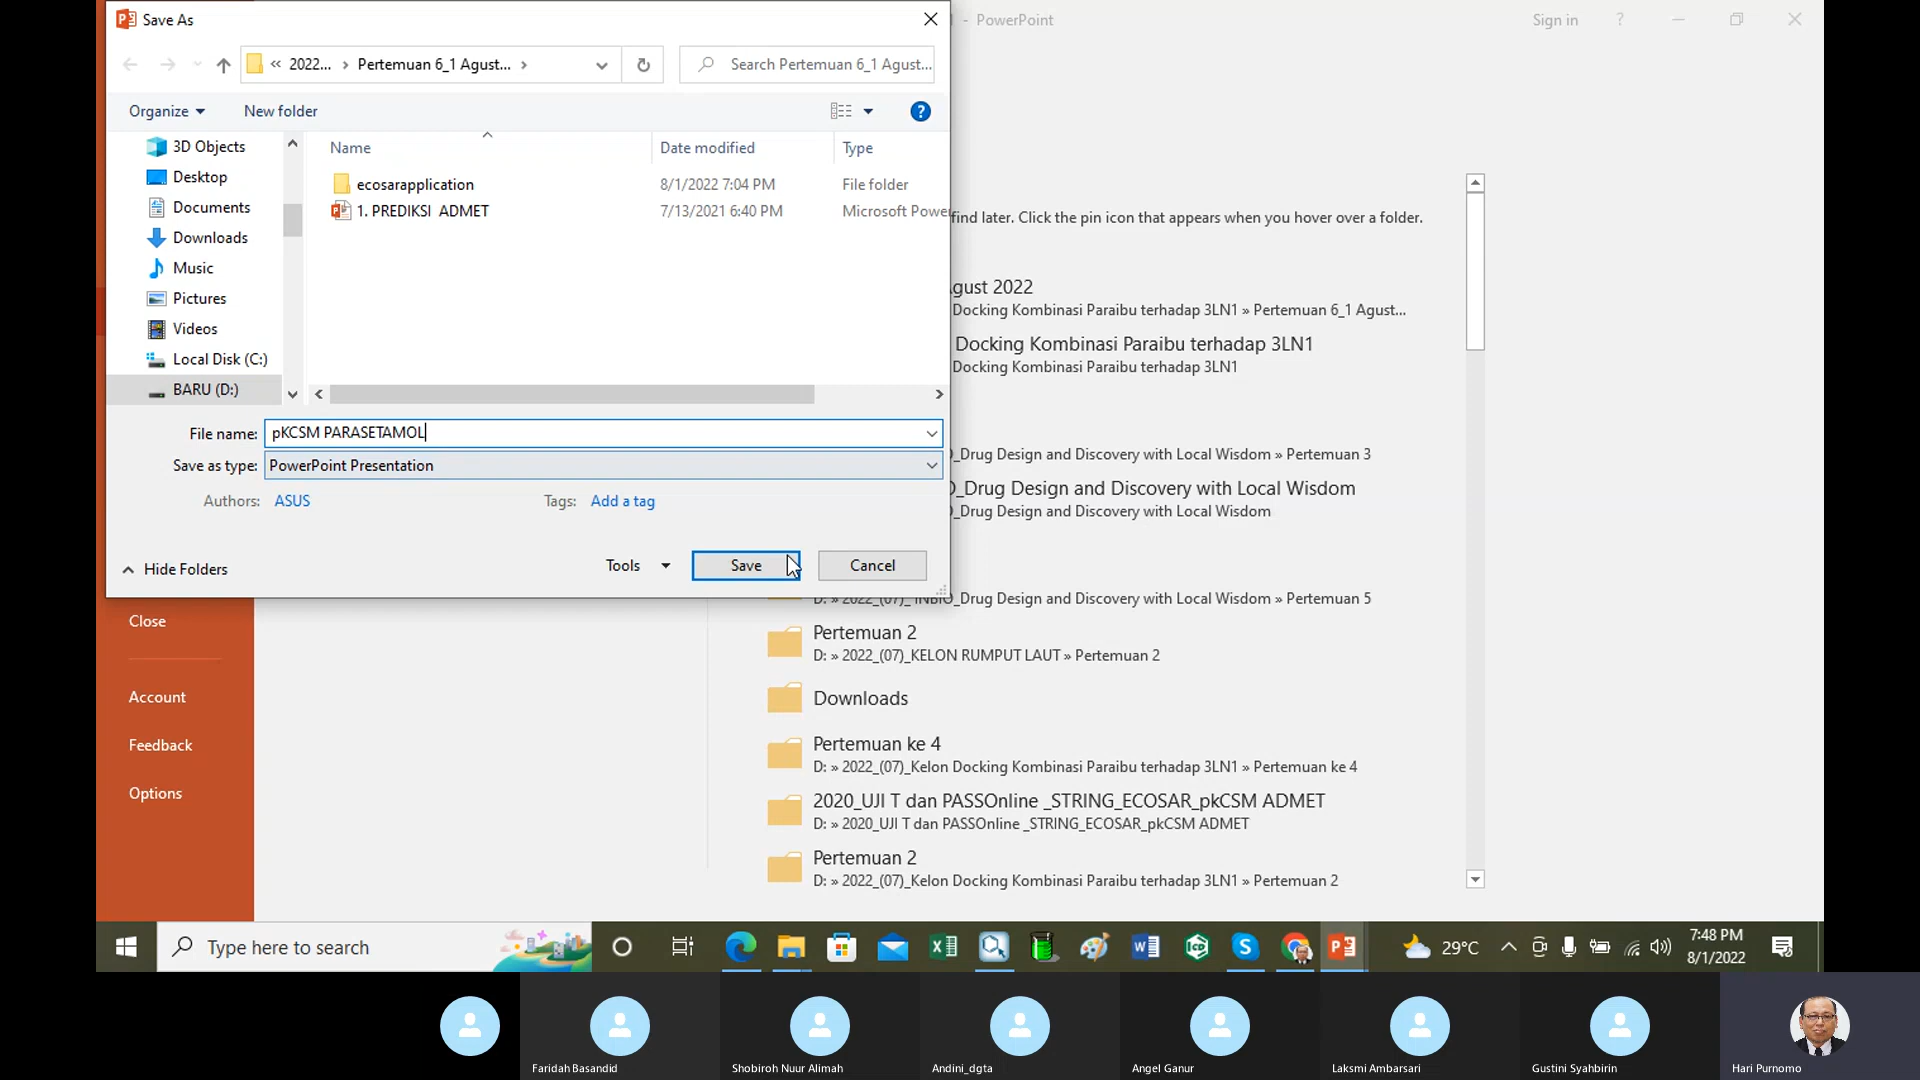 Save As
- PowerPoint
Sign in
?
« 2022... › Pertemuan 6_1 Agust... ›
Search Pertemuan 6_1 Agust...
Organize
New folder
?
Name
Date modified
Type
3D Objects
Desktop
Documents
Downloads
Music
Pictures
Videos
Local Disk (C:)
BARU (D:)
ecosarapplication
8/1/2022 7:04 PM
File folder
1. PREDIKSI ADMET
7/13/2021 6:40 PM
Microsoft Power
File name:
pKCSM PARASETAMOL
Save as type:
PowerPoint Presentation
Authors:
ASUS
Tags:
Add a tag
Hide Folders
Tools
Save
Cancel
find later. Click the pin icon that appears when you hover over a folder.
gust 2022
Docking Kombinasi Paraibu terhadap 3LN1 » Pertemuan 6_1 Agust...
Docking Kombinasi Paraibu terhadap 3LN1
Docking Kombinasi Paraibu terhadap 3LN1
_Drug Design and Discovery with Local Wisdom » Pertemuan 3
_Drug Design and Discovery with Local Wisdom
_Drug Design and Discovery with Local Wisdom
D: » 2022_(07)_ INBIO_Drug Design and Discovery with Local Wisdom » Pertemuan 5
Pertemuan 2
D: » 2022_(07)_KELON RUMPUT LAUT » Pertemuan 2
Downloads
Pertemuan ke 4
D: » 2022_(07)_Kelon Docking Kombinasi Paraibu terhadap 3LN1 » Pertemuan ke 4
2020_UJI T dan PASSOnline _STRING_ECOSAR_pkCSM ADMET
D: » 2020_UJI T dan PASSOnline _STRING_ECOSAR_pkCSM ADMET
Pertemuan 2
D: » 2022_(07)_Kelon Docking Kombinasi Paraibu terhadap 3LN1 » Pertemuan 2
Close
Account
Feedback
Options
Type here to search
29°C
7:48 PM
8/1/2022
Faridah Basandid
Shobiroh Nuur Alimah
Andini_dgta
Angel Ganur
Laksmi Ambarsari
Gustini Syahbirin
Hari Purnomo